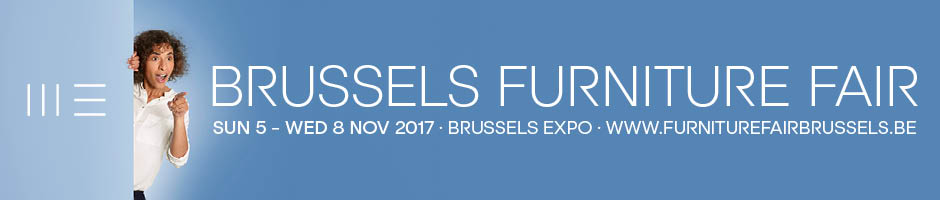 BRUSSELS FURNITURE FAIR
SUN 5 - WED 8 NOV 2017 · BRUSSELS EXPO · WWW.FURNITUREFAIRBRUSSELS.BE